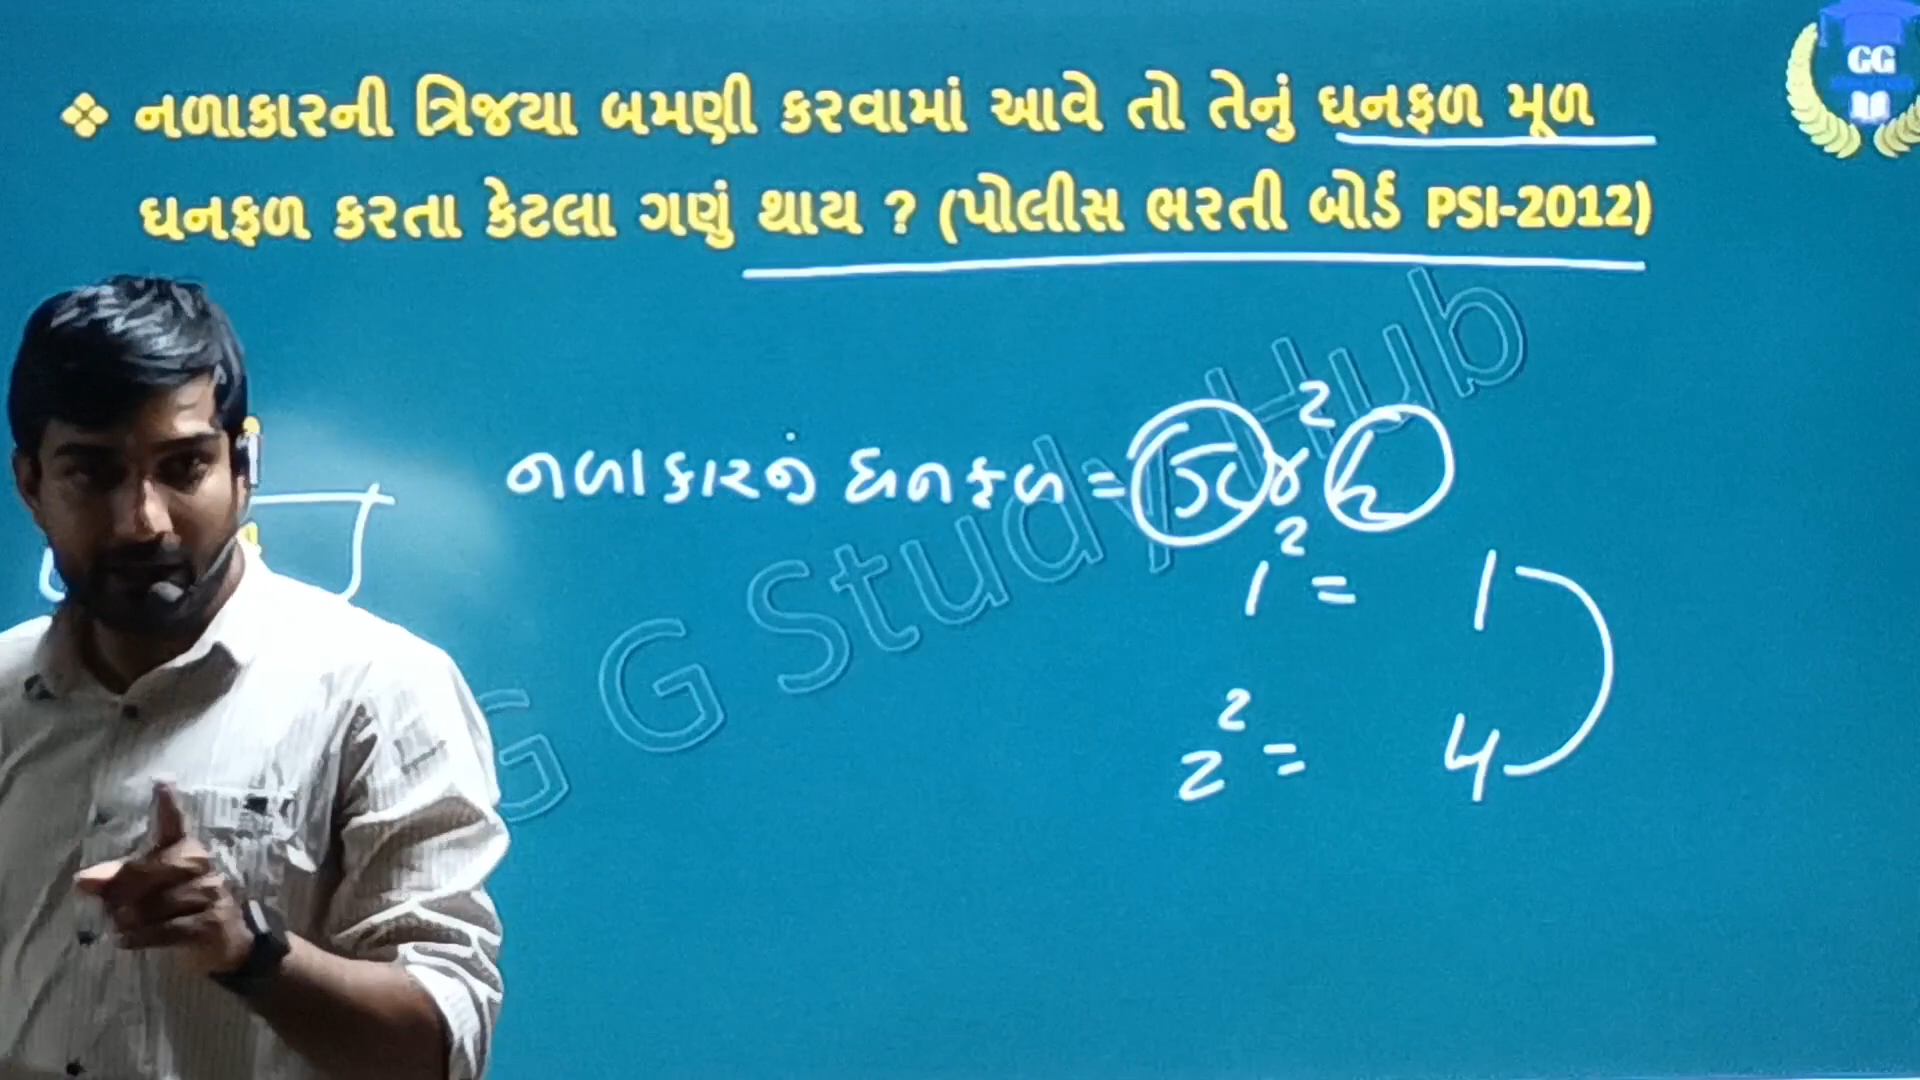 GG
❖ નળાકારની ત્રિજ્યા બમણી કરવામાં આવે તો તેનું ઘનફળ મૂળ
ઘનફળ કરતા કેટલા ગણું થાય ? (પોલીસ ભરતી બોર્ડ PSI-2012)
નળાકારનું ઘનફળ = πr²h
1² = 1
2² = 4
GG Study Hub